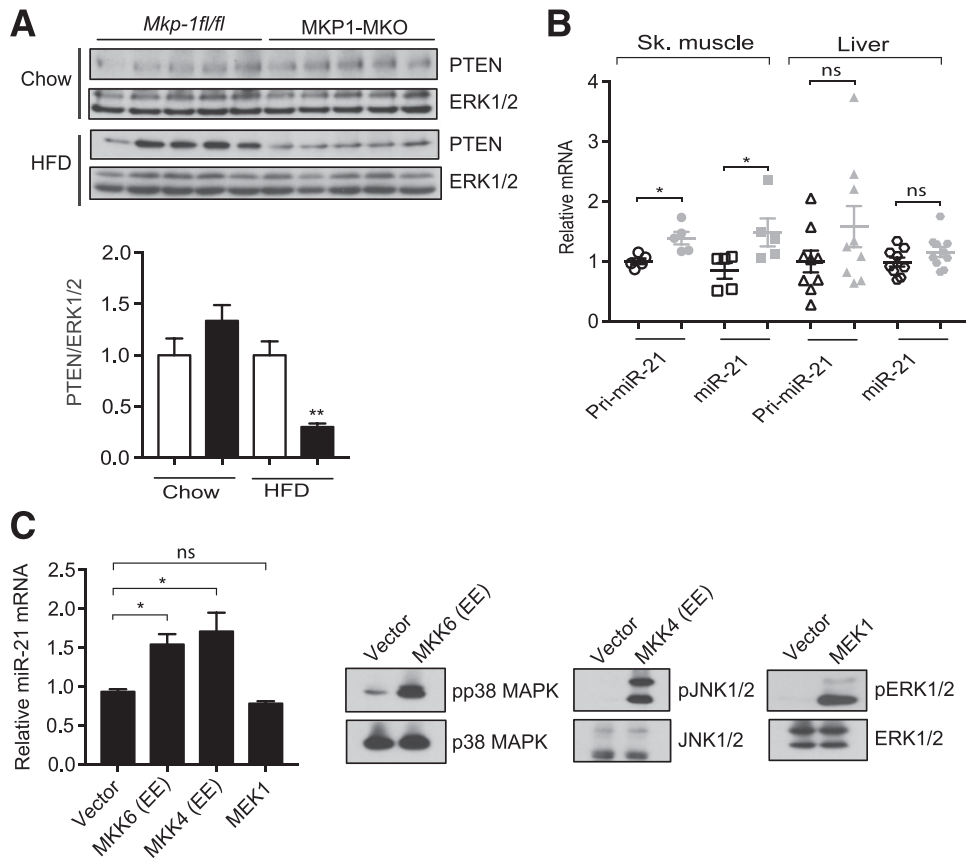 A
Mkp-1fl/fl MKP1-MKO
Chow
PTEN
ERK1/2
HFD
PTEN
ERK1/2
PTEN/ERK1/2
2.0
1.5
1.0
0.5
0.0
**
Chow HFD
B
Sk. muscle Liver
Relative mRNA
4
3
2
1
0
* * ns ns
Pri-miR-21 miR-21 Pri-miR-21 miR-21
C
Relative miR-21 mRNA
2.5
2.0
1.5
1.0
0.5
0.0
ns
*
*
Vector MKK6 (EE) MKK4 (EE) MEK1
Vector MKK6 (EE)
pp38 MAPK
p38 MAPK
Vector MKK4 (EE)
pJNK1/2
JNK1/2
Vector MEK1
pERK1/2
ERK1/2